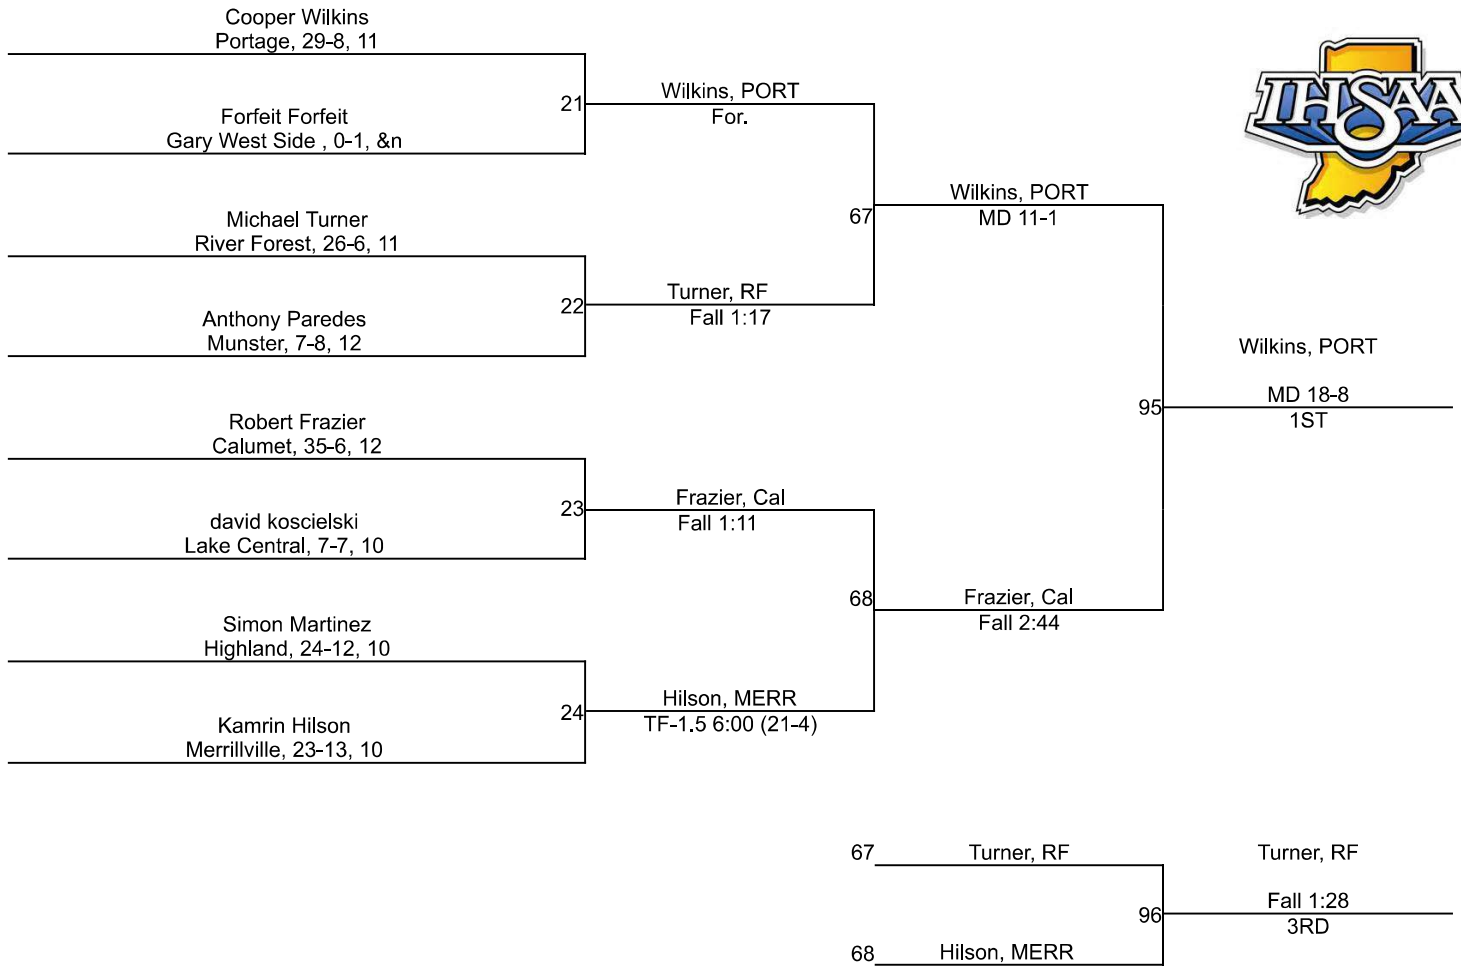 Cooper Wilkins
Portage, 29-8, 11
21
Wilkins, PORT
For.
Forfeit Forfeit
Gary West Side , 0-1, &n
IHSAA
Michael Turner
River Forest, 26-6, 11
67
Wilkins, PORT
MD 11-1
22
Turner, RF
Fall 1:17
Anthony Paredes
Munster, 7-8, 12
Wilkins, PORT
95
MD 18-8
1ST
Robert Frazier
Calumet, 35-6, 12
23
Frazier, Cal
Fall 1:11
david koscielski
Lake Central, 7-7, 10
68
Frazier, Cal
Fall 2:44
Simon Martinez
Highland, 24-12, 10
24
Hilson, MERR
TF-1.5 6:00 (21-4)
Kamrin Hilson
Merrillville, 23-13, 10
67
Turner, RF
Turner, RF
96
Fall 1:28
3RD
68
Hilson, MERR